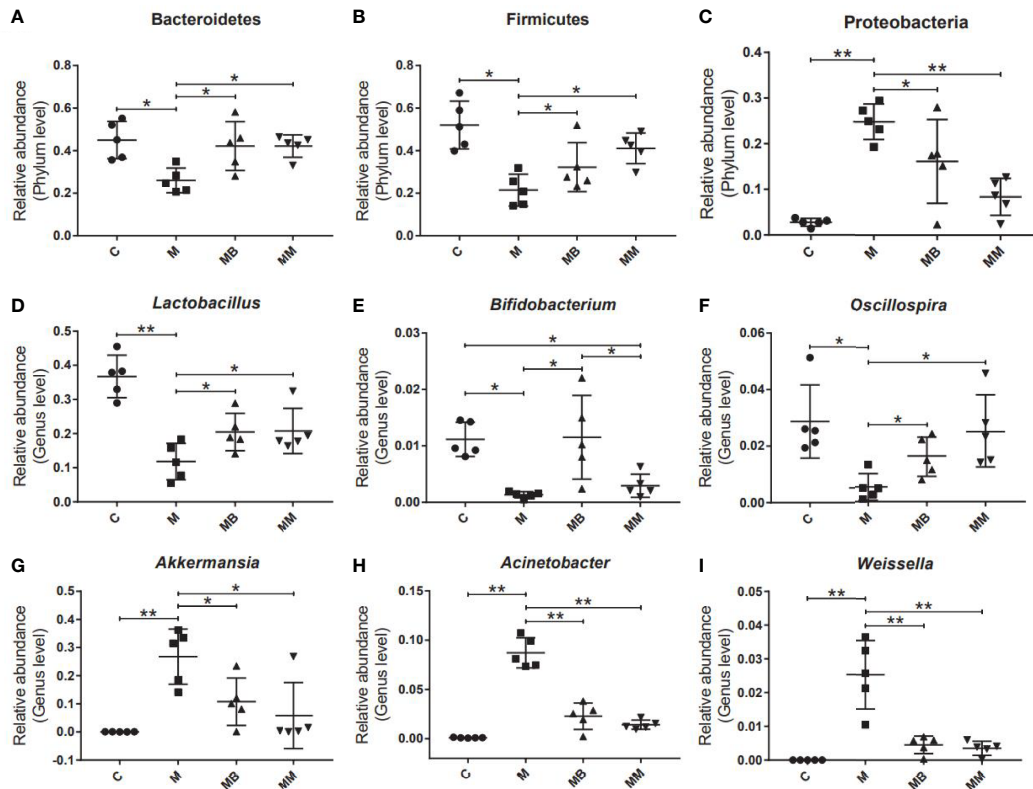 A
Bacteroidetes
Relative abundance
(Phylum level)
0.8
0.6
0.4
0.2
0.0
*
*
*
C
M
MB
MM
B
Firmicutes
Relative abundance
(Phylum level)
0.8
0.6
0.4
0.2
0.0
*
*
*
C
M
MB
MM
C
Proteobacteria
Relative abundance
(Phylum level)
0.4
0.3
0.2
0.1
0.0
**
**
*
C
M
MB
MM
D
Lactobacillus
Relative abundance
(Genus level)
0.5
0.4
0.3
0.2
0.1
0.0
**
*
*
C
M
MB
MM
E
Bifidobacterium
Relative abundance
(Genus level)
0.03
0.02
0.01
0.00
*
*
*
*
C
M
MB
MM
F
Oscillospira
Relative abundance
(Genus level)
0.06
0.04
0.02
0.00
*
*
*
C
M
MB
MM
G
Akkermansia
Relative abundance
(Genus level)
0.5
0.4
0.3
0.2
0.1
0.0
-0.1
*
**
*
C
M
MB
MM
H
Acinetobacter
Relative abundance
(Genus level)
0.15
0.10
0.05
0.00
**
**
**
C
M
MB
MM
I
Weissella
Relative abundance
(Genus level)
0.05
0.04
0.03
0.02
0.01
0.00
**
**
**
C
M
MB
MM